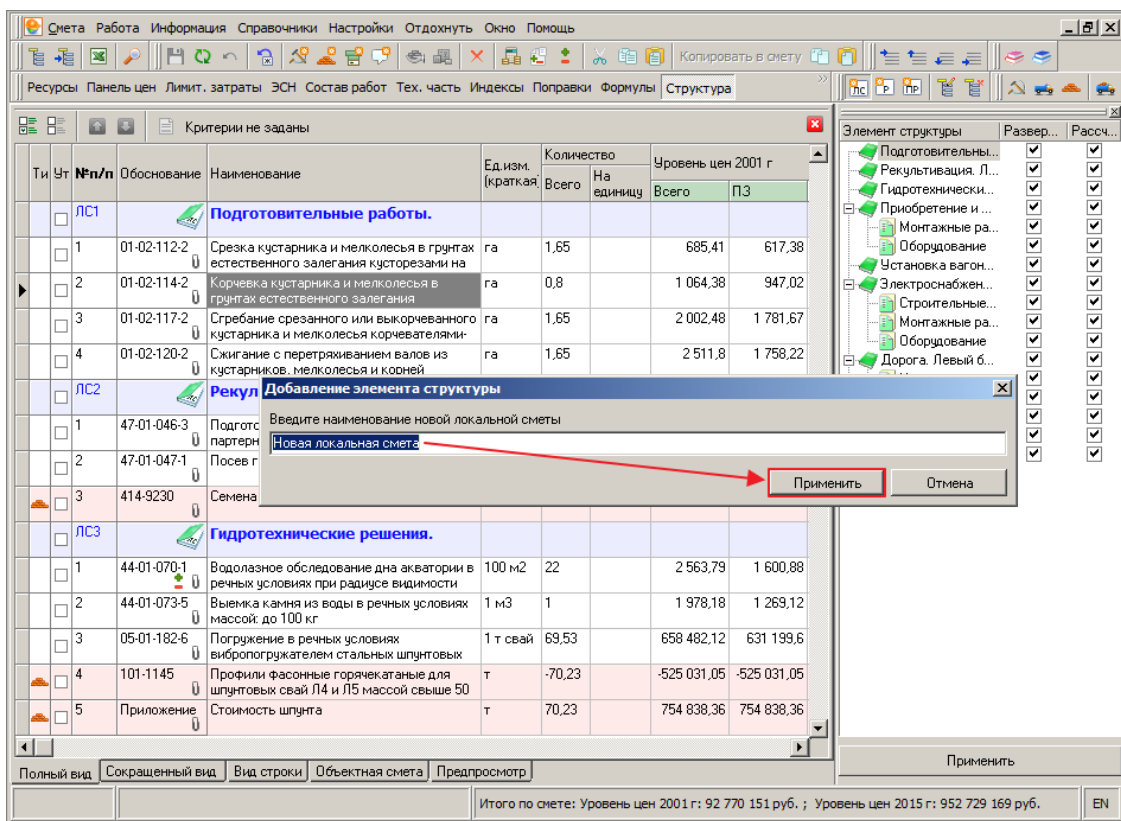 Смета Работа Информация Справочники Настройки Отдохнуть Окно Помощь
Копировать в смету
Ресурсы Панель цен Лимит. затраты ЭСН Состав работ Тех. часть Индексы Поправки Формулы Структура
Критерии не заданы
Ти Ут №п/п Обоснование Наименование Ед.изм. (краткая) Количество Всего На единицу Уровень цен 2001 г Всего ПЗ
ЛС1 Подготовительные работы.
1 01-02-112-2 Срезка кустарника и мелколесья в грунтах га 1,65 685,41 617,38
естественного залегания кусторезами на
2 01-02-114-2 Корчевка кустарника и мелколесья в га 0,8 1 064,38 947,02
грунтах естественного залегания
3 01-02-117-2 Сгребание срезанного или выкорчеванного га 1,65 2 002,48 1 781,67
кустарника и мелколесья корчевателями-
4 01-02-120-2 Сжигание с перетряхиванием валов из га 1,65 2 511,8 1 758,22
кустарников, мелколесья и корней
ЛС2 Рекул
1 47-01-046-3 Подготс
партерн
2 47-01-047-1 Посев г
3 414-9230 Семена
ЛС3 Гидротехнические решения.
1 44-01-070-1 Водолазное обследование дна акватории в 100 м2 22 2 563,79 1 600,88
речных условиях при радиусе видимости
2 44-01-073-5 Выемка камня из воды в речных условиях 1 м3 1 1 978,18 1 269,12
массой: до 100 кг
3 05-01-182-6 Погружение в речных условиях 1 т свай 69,53 658 482,12 631 199,6
вибропогружателем стальных шпунтовых
4 101-1145 Профили фасонные горячекатаные для т -70,23 -525 031,05 -525 031,05
шпунтовых свай Л4 и Л5 массой свыше 50
5 Приложение Стоимость шпунта т 70,23 754 838,36 754 838,36
Добавление элемента структуры
Введите наименование новой локальной сметы
Новая локальная смета
Применить Отмена
Элемент структуры Развер... Рассч...
Подготовительны...
Рекультивация. Л...
Гидротехнически...
Приобретение и ...
Монтажные ра...
Оборудование
Установка вагон...
Электроснабжен...
Строительные...
Монтажные ра...
Оборудование
Дорога. Левый б...
Применить
Полный вид Сокращенный вид Вид строки Объектная смета Предпросмотр
Итого по смете: Уровень цен 2001 г: 92 770 151 руб. ; Уровень цен 2015 г: 952 729 169 руб. EN